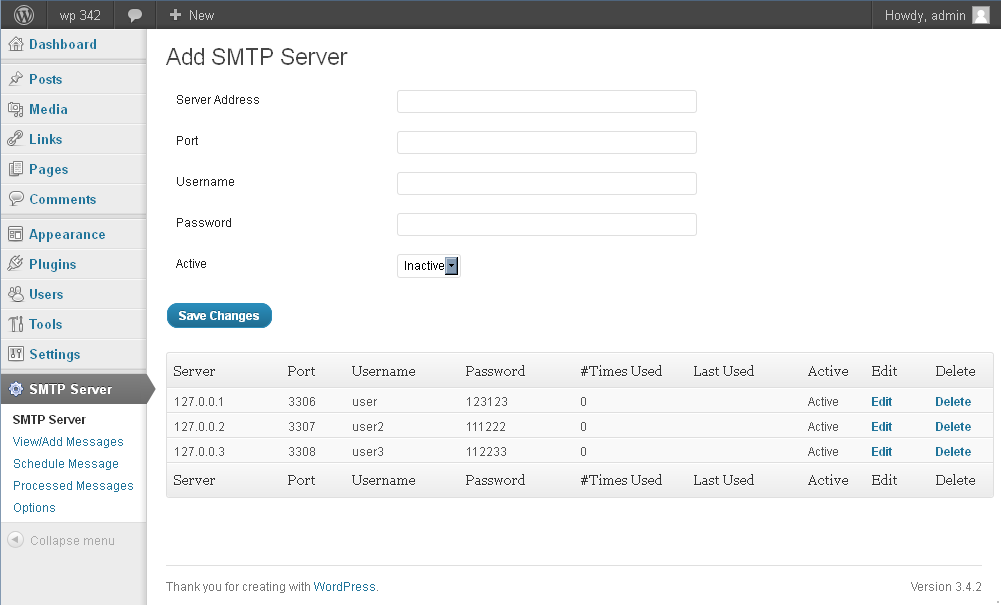 wp 342
New
Howdy, admin
Dashboard
Posts
Media
Links
Pages
Comments
Appearance
Plugins
Users
Tools
Settings
SMTP Server
SMTP Server
View/Add Messages
Schedule Message
Processed Messages
Options
Collapse menu
Add SMTP Server
Server Address
Port
Username
Password
Active
Inactive
Save Changes
Server Port Username Password #Times Used Last Used Active Edit Delete
127.0.0.1 3306 user 123123 0 Active Edit Delete
127.0.0.2 3307 user2 111222 0 Active Edit Delete
127.0.0.3 3308 user3 112233 0 Active Edit Delete
Server Port Username Password #Times Used Last Used Active Edit Delete
Thank you for creating with WordPress.
Version 3.4.2